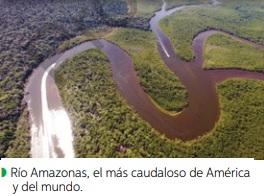 Río Amazonas, el más caudaloso de América
y del mundo.